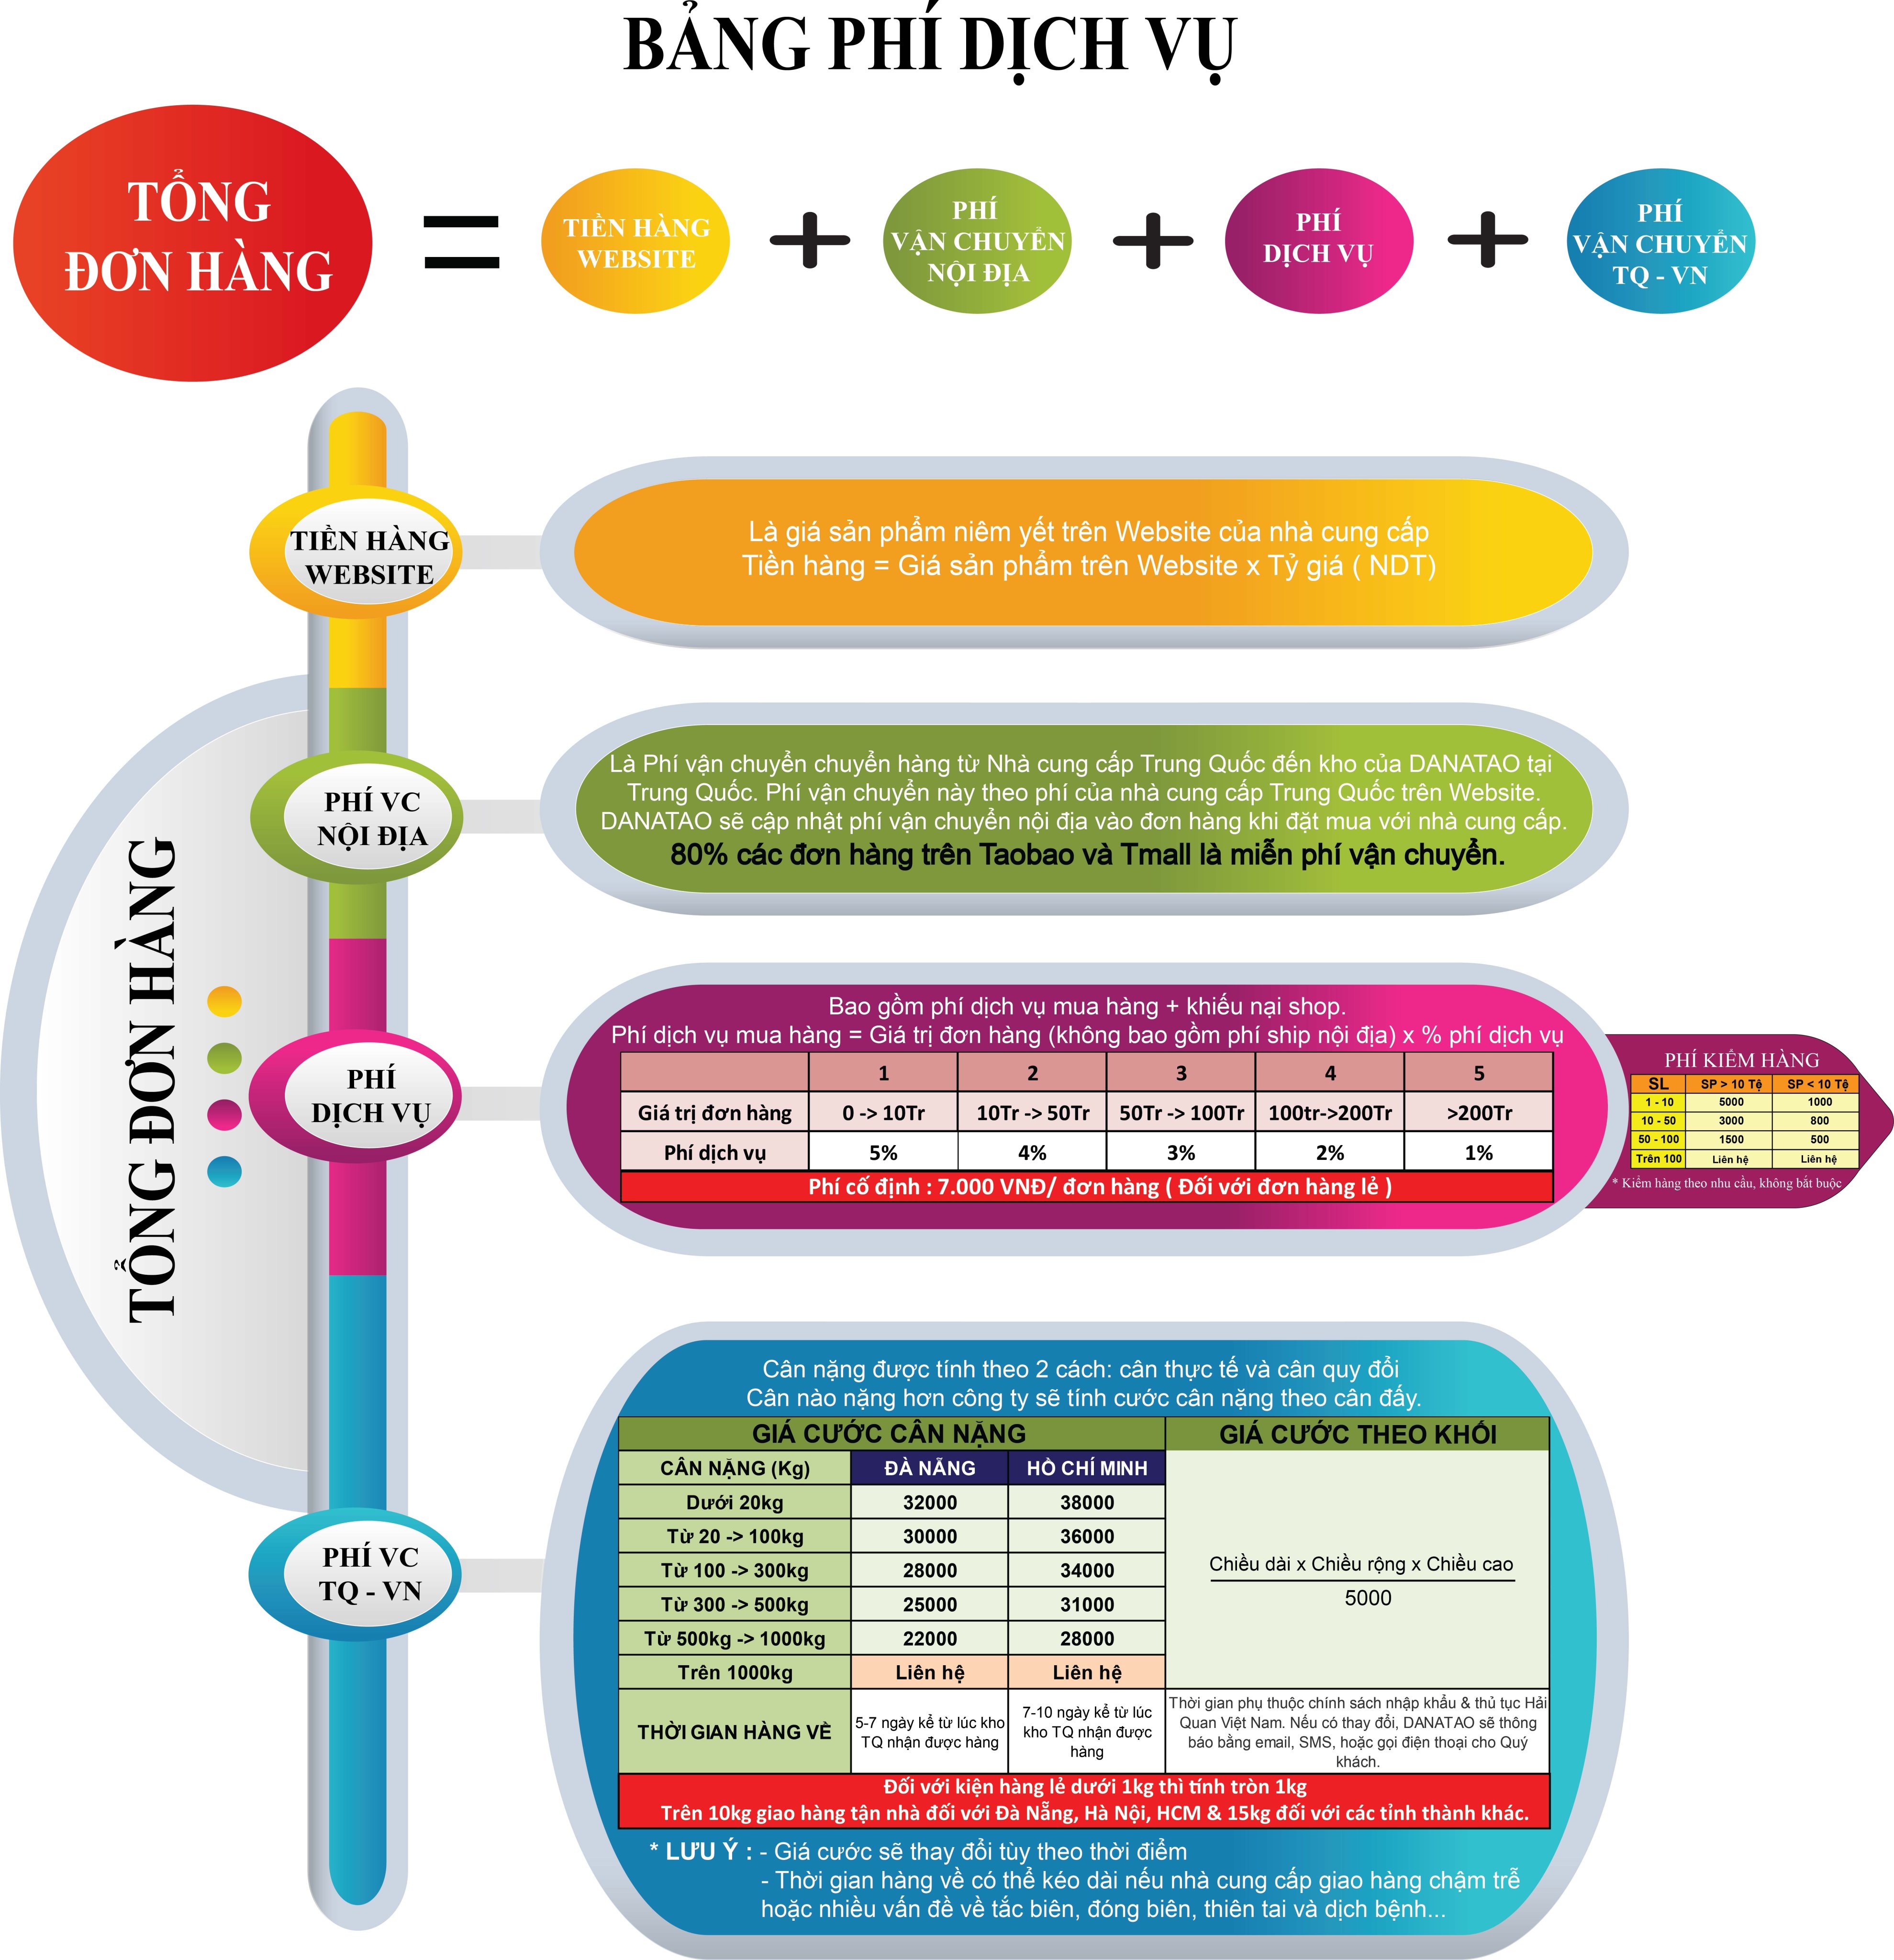 BẢNG PHÍ DỊCH VỤ
TỔNG
ĐƠN HÀNG
=
TIỀN HÀNG
WEBSITE
+
PHÍ
VẬN CHUYỂN
NỘI ĐỊA
+
PHÍ
DỊCH VỤ
+
PHÍ
VẬN CHUYỂN
TQ - VN
TỔNG ĐƠN HÀNG
TIỀN HÀNG
WEBSITE
Là giá sản phẩm niêm yết trên Website của nhà cung cấp
Tiền hàng = Giá sản phẩm trên Website x Tỷ giá ( NDT)
PHÍ VC
NỘI ĐỊA
Là Phí vận chuyển chuyển hàng từ Nhà cung cấp Trung Quốc đến kho của DANATAO tại
Trung Quốc. Phí vận chuyển này theo phí của nhà cung cấp Trung Quốc trên Website.
DANATAO sẽ cập nhật phí vận chuyển nội địa vào đơn hàng khi đặt mua với nhà cung cấp.
80% các đơn hàng trên Taobao và Tmall là miễn phí vận chuyển.
PHÍ
DỊCH VỤ
Bao gồm phí dịch vụ mua hàng + khiếu nại shop.
Phí dịch vụ mua hàng = Giá trị đơn hàng (không bao gồm phí ship nội địa) x % phí dịch vụ
1 2 3 4 5
Giá trị đơn hàng 0 -> 10Tr 10Tr -> 50Tr 50Tr -> 100Tr 100tr->200Tr >200Tr
Phí dịch vụ 5% 4% 3% 2% 1%
Phí cố định : 7.000 VNĐ/ đơn hàng ( Đối với đơn hàng lẻ )
PHÍ KIỂM HÀNG
SL SP > 10 Tệ SP < 10 Tệ
1 - 10 5000 1000
10 - 50 3000 800
50 - 100 1500 500
Trên 100 Liên hệ Liên hệ
* Kiểm hàng theo nhu cầu, không bắt buộc
PHÍ VC
TQ - VN
Cân nặng được tính theo 2 cách: cân thực tế và cân quy đổi
Cân nào nặng hơn công ty sẽ tính cước cân nặng theo cân đấy.
GIÁ CƯỚC CÂN NẶNG GIÁ CƯỚC THEO KHỐI
CÂN NẶNG (Kg) ĐÀ NẴNG HỒ CHÍ MINH
Dưới 20kg 32000 38000
Từ 20 -> 100kg 30000 36000
Từ 100 -> 300kg 28000 34000
Từ 300 -> 500kg 25000 31000
Từ 500kg -> 1000kg 22000 28000
Trên 1000kg Liên hệ Liên hệ
Chiều dài x Chiều rộng x Chiều cao
5000
THỜI GIAN HÀNG VỀ
5-7 ngày kể từ lúc kho
TQ nhận được hàng
7-10 ngày kể từ lúc
kho TQ nhận được
hàng
Thời gian phụ thuộc chính sách nhập khẩu & thủ tục Hải
Quan Việt Nam. Nếu có thay đổi, DANATAO sẽ thông
báo bằng email, SMS, hoặc gọi điện thoại cho Quý
khách.
Đối với kiện hàng lẻ dưới 1kg thì tính tròn 1kg
Trên 10kg giao hàng tận nhà đối với Đà Nẵng, Hà Nội, HCM & 15kg đối với các tỉnh thành khác.
* LƯU Ý : - Giá cước sẽ thay đổi tùy theo thời điểm
- Thời gian hàng về có thể kéo dài nếu nhà cung cấp giao hàng chậm trễ
hoặc nhiều vấn đề về tắc biên, đóng biên, thiên tai và dịch bệnh...